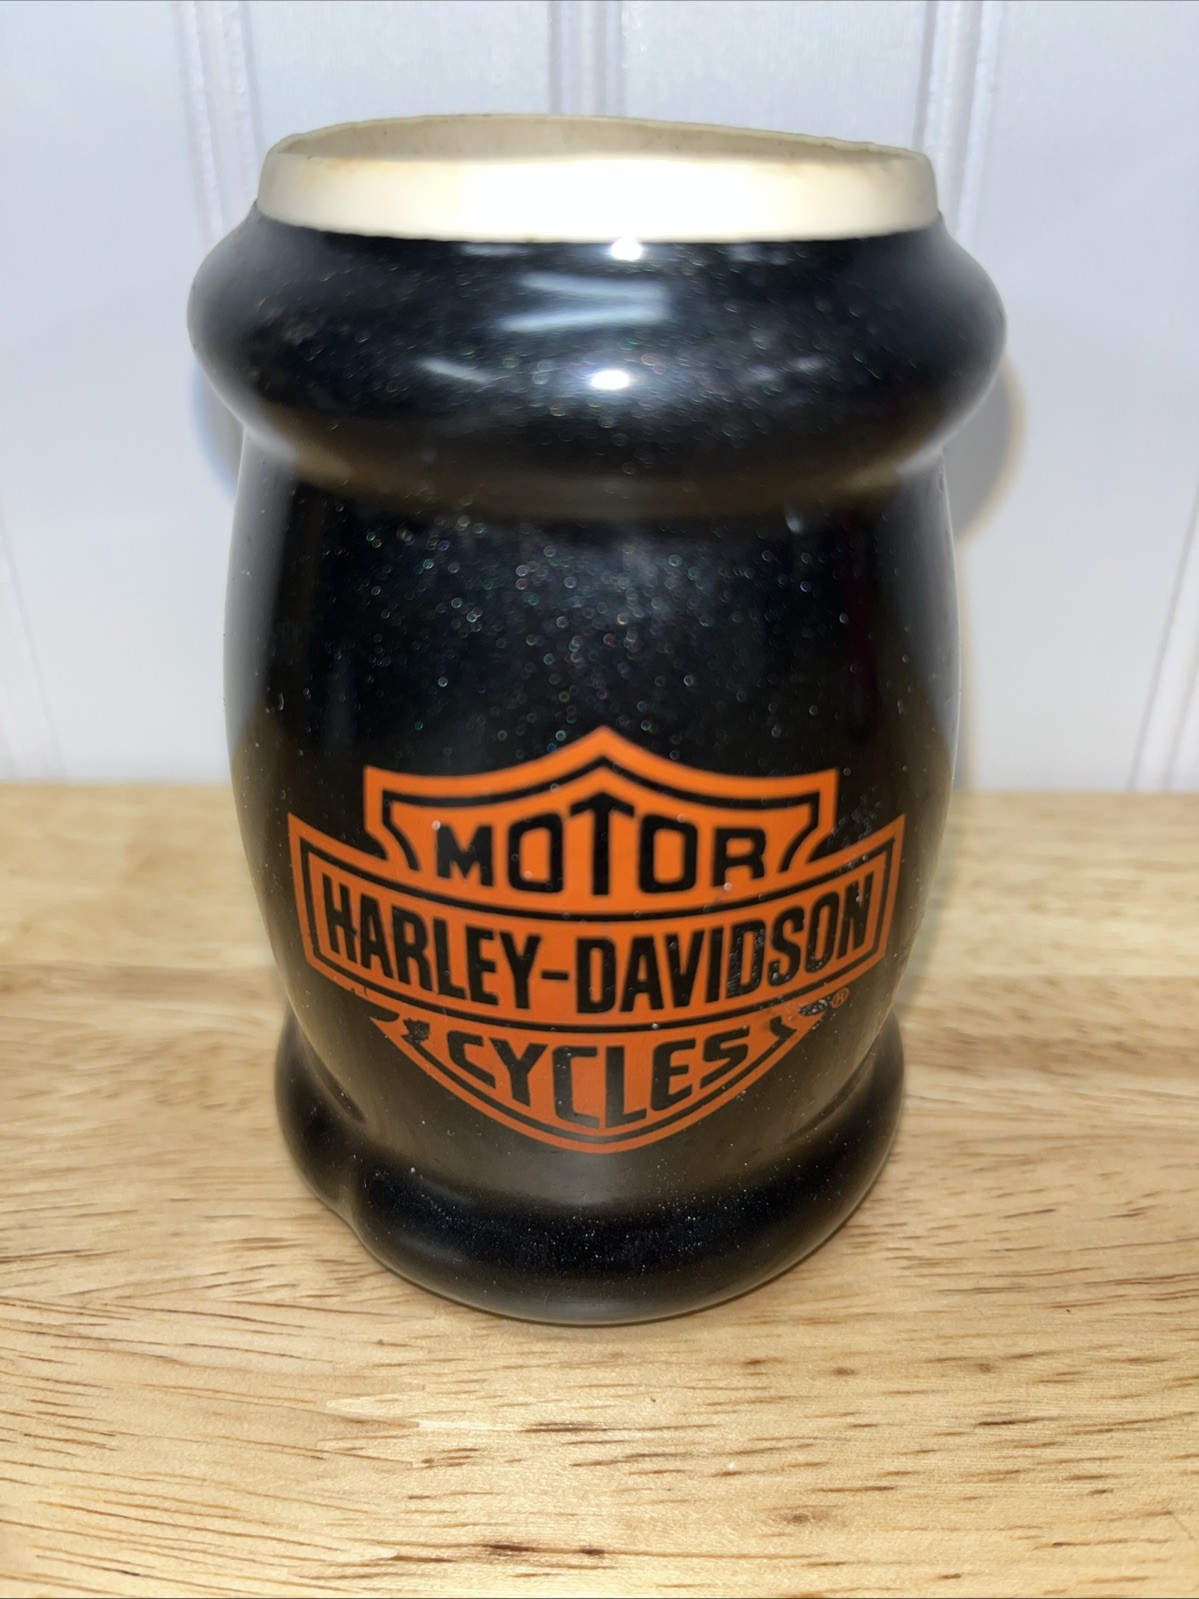 MOTOR
HARLEY-DAVIDSON
®
CYCLES